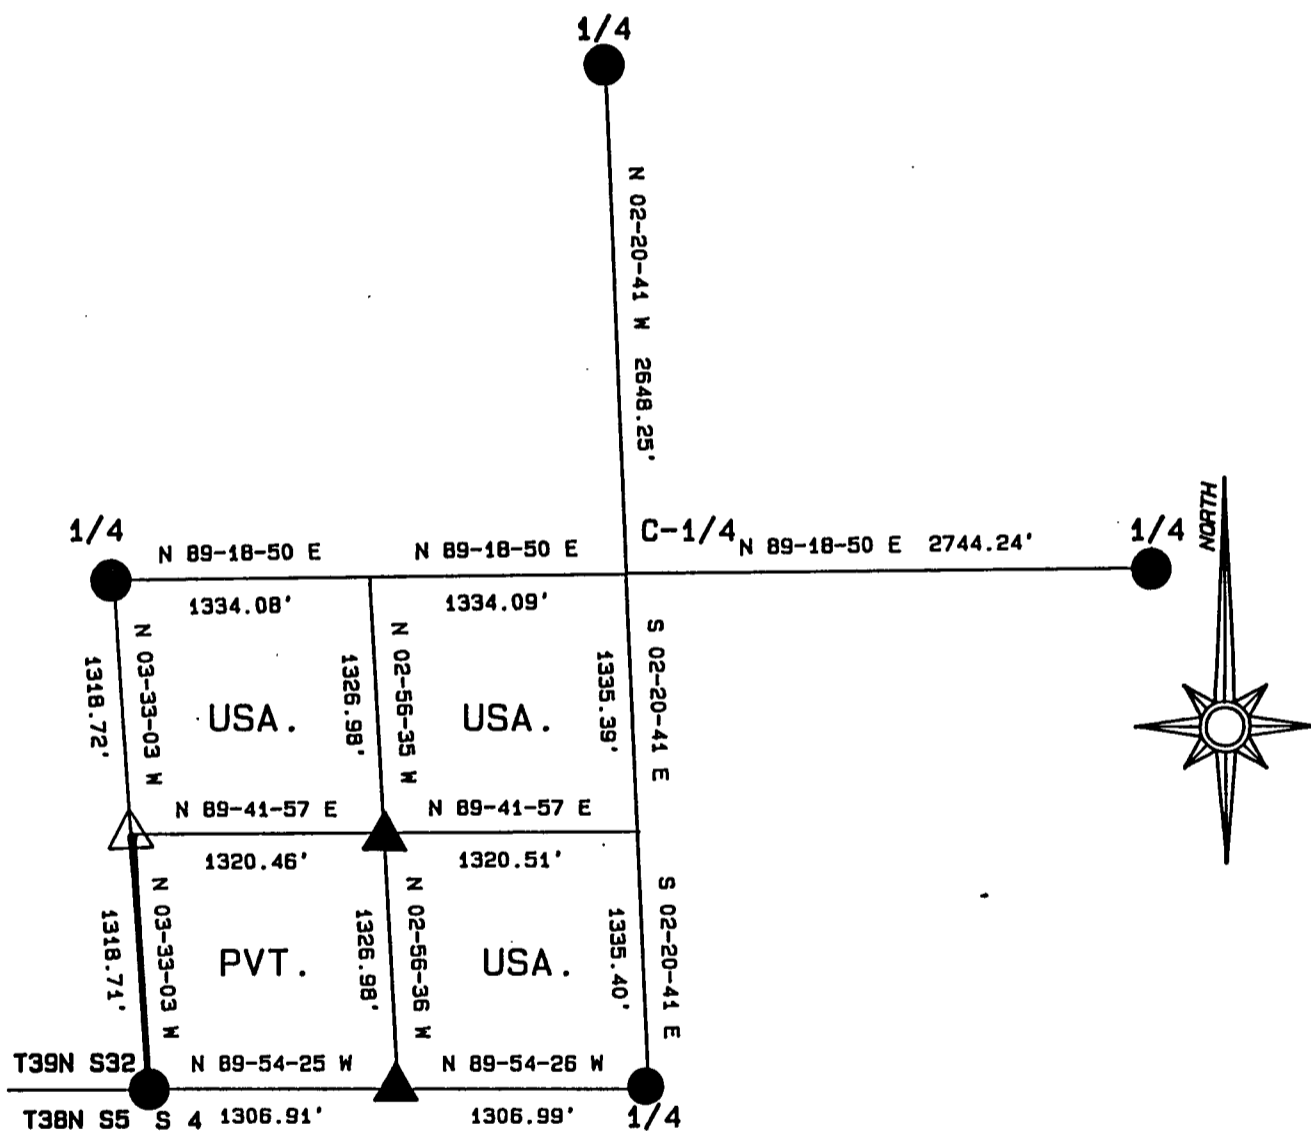 1/4
N 02-20-41 W 2648.25'
1/4
N 89-18-50 E
N 89-18-50 E
C-1/4
N 89-18-50 E 2744.24'
1/4
NORTH
1334.08'
1334.09'
1318.72'
N 03-33-03 W
USA.
1326.98'
N 02-56-35 W
USA.
1335.39'
S 02-20-41 E
N 89-41-57 E
N 89-41-57 E
1320.46'
1320.51'
1318.71'
N 03-33-03 W
PVT.
1326.98'
N 02-56-36 W
USA.
1335.40'
S 02-20-41 E
T39N S32
N 89-54-25 W
N 89-54-26 W
T38N S5 S 4
1306.91'
1306.99'
1/4